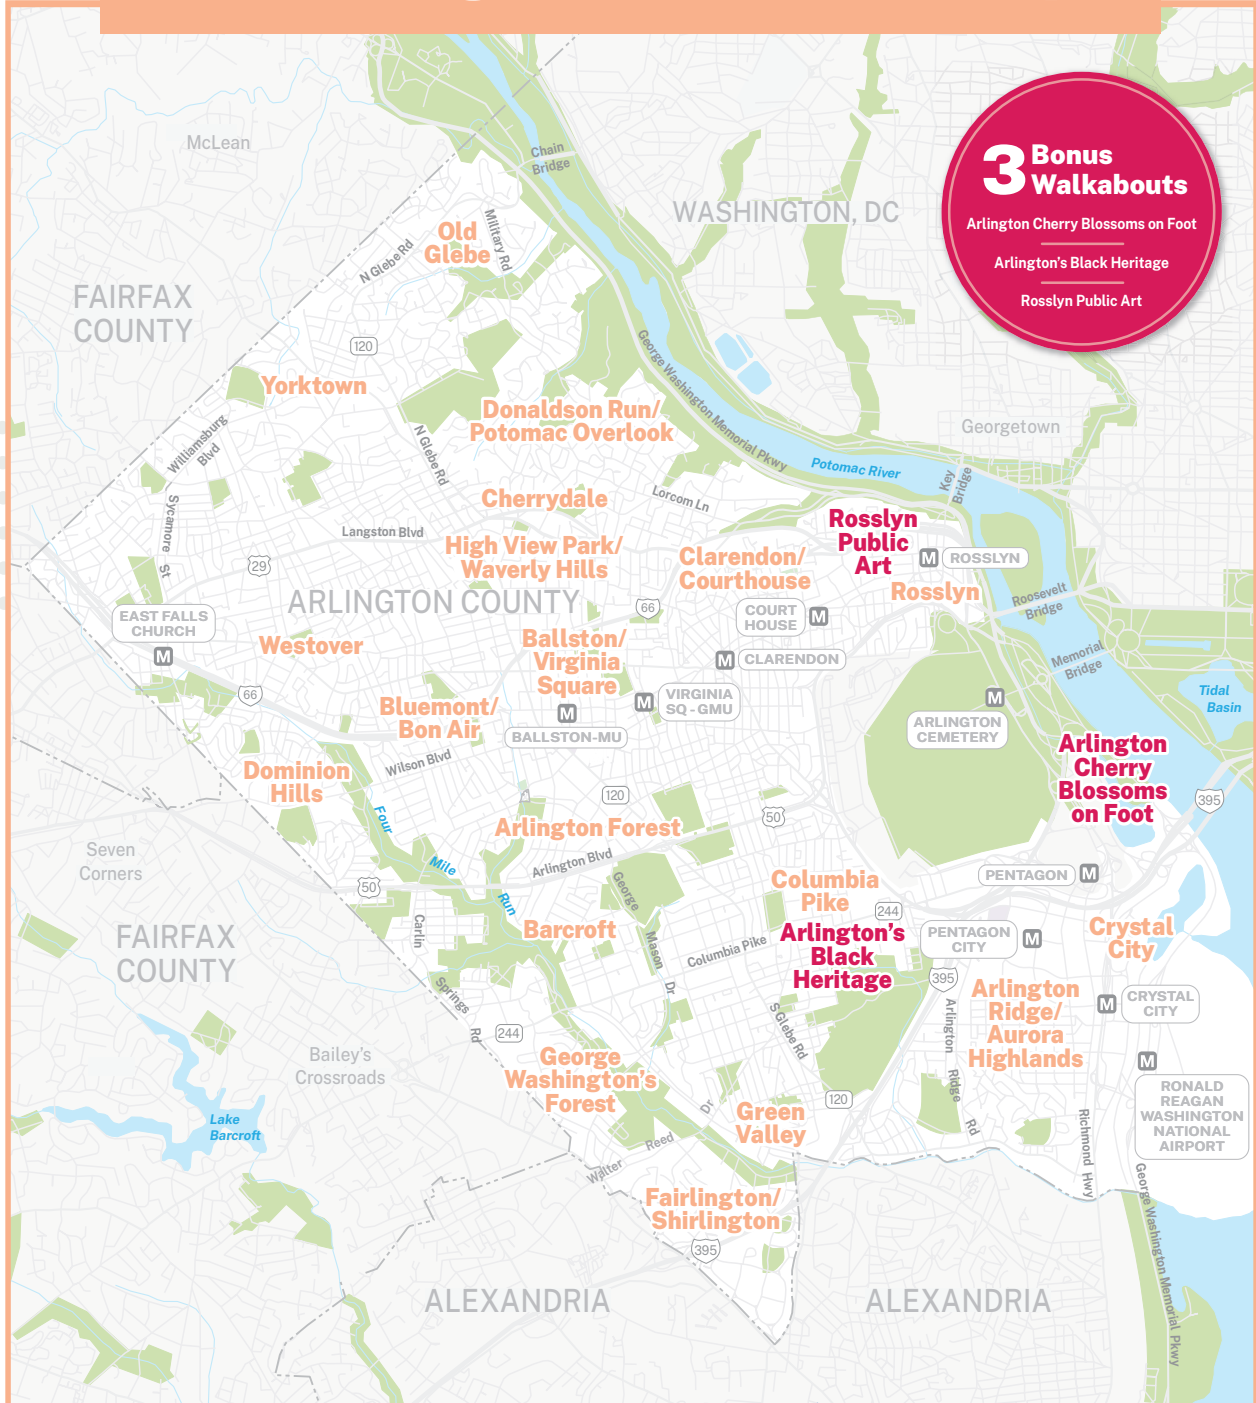 3 Bonus
Walkabouts
Arlington Cherry Blossoms on Foot
Arlington's Black Heritage
Rosslyn Public Art
McLean
Chain
Bridge
WASHINGTON, DC
Old
Glebe
Military Rd
N Glebe Rd
FAIRFAX
COUNTY
120
Yorktown
George Washington Memorial Pkwy
Donaldson Run/
Potomac Overlook
Georgetown
Williamsburg
Blvd
N Glebe Rd
Potomac River
Key
Bridge
Cherrydale
Lorcom Ln
Sycamore St
Langston Blvd
Rosslyn
Public
Art
High View Park/
Waverly Hills
Clarendon/
Courthouse
M ROSSLYN
29
Rosslyn
ARLINGTON COUNTY
66
Roosevelt
Bridge
EAST FALLS
CHURCH
M
COURT
HOUSE
M
Westover
Ballston/
Virginia
Square
M CLARENDON
Memorial
Bridge
66
M VIRGINIA
SQ - GMU
M
ARLINGTON
CEMETERY
Tidal
Basin
Bluemont/
Bon Air
M
BALLSTON-MU
Arlington
Cherry
Blossoms
on Foot
Wilson Blvd
Dominion
Hills
120
395
50
Four
Mile
Run
Arlington Forest
Seven
Corners
Arlington Blvd
50
PENTAGON M
Columbia
Pike
244
George
Mason
Dr
Carlin
Springs
Rd
Barcroft
Arlington's
Black
Heritage
PENTAGON
CITY
M
Crystal
City
FAIRFAX
COUNTY
Columbia Pike
395
Arlington
Ridge/
Aurora
Highlands
M CRYSTAL
CITY
Arlington
Ridge
Rd
S Glebe Rd
244
Bailey's
Crossroads
George
Washington's
Forest
M
RONALD
REAGAN
WASHINGTON
NATIONAL
AIRPORT
120
Green
Valley
Lake
Barcroft
Walter
Reed
Dr
Richmond Hwy
George Washington Memorial Pkwy
Fairlington/
Shirlington
395
ALEXANDRIA
ALEXANDRIA